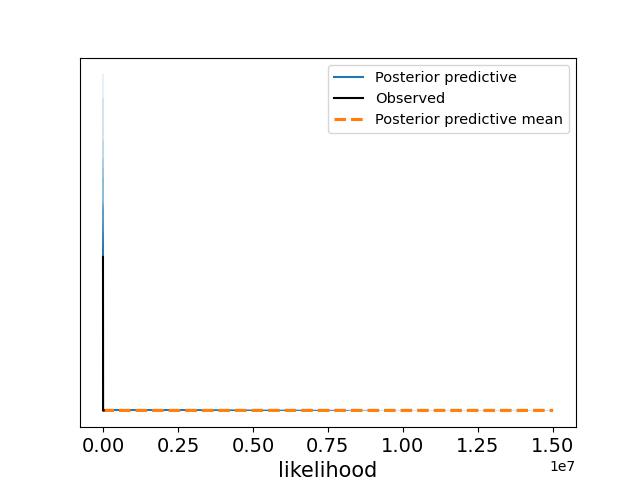 Posterior predictive
Observed
Posterior predictive mean
0.00 0.25 0.50 0.75 1.00 1.25 1.50
1e7
likelihood